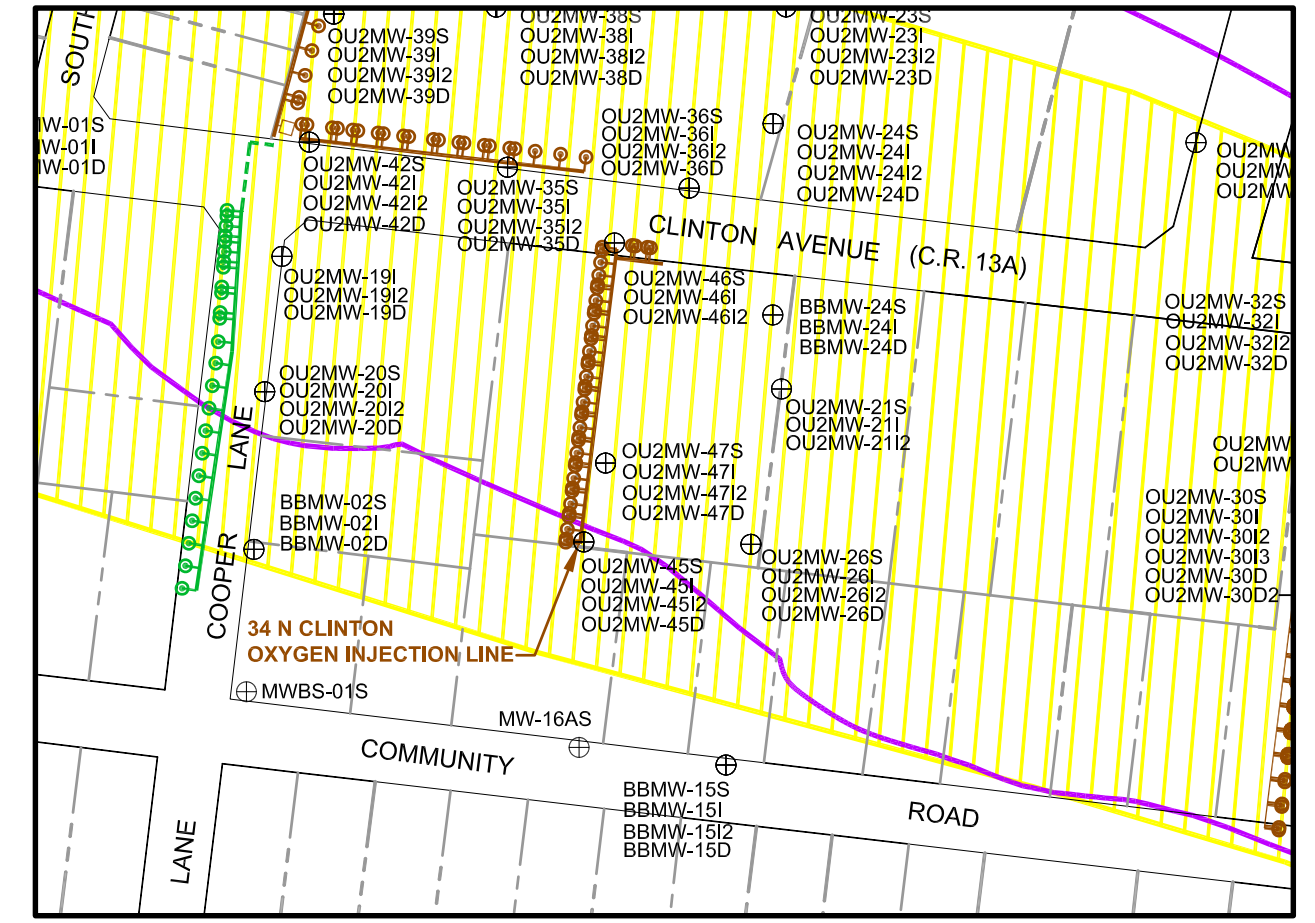 SOUTH
OU2MW-39S
OU2MW-39I
OU2MW-39I2
OU2MW-39D
OU2MW-38S
OU2MW-38I
OU2MW-38I2
OU2MW-38D
OU2MW-23S
OU2MW-23I
OU2MW-23I2
OU2MW-23D
IW-01S
IW-01I
IW-01D
OU2MW-42S
OU2MW-42I
OU2MW-42I2
OU2MW-42D
OU2MW-35S
OU2MW-35I
OU2MW-35I2
OU2MW-35D
OU2MW-36S
OU2MW-36I
OU2MW-36I2
OU2MW-36D
OU2MW-24S
OU2MW-24I
OU2MW-24I2
OU2MW-24D
OU2MW
OU2MW
OU2MW
CLINTON AVENUE (C.R. 13A)
OU2MW-19I
OU2MW-19I2
OU2MW-19D
OU2MW-46S
OU2MW-46I
OU2MW-46I2
BBMW-24S
BBMW-24I
BBMW-24D
OU2MW-32S
OU2MW-32I
OU2MW-32I2
OU2MW-32D
OU2MW-20S
OU2MW-20I
OU2MW-20I2
OU2MW-20D
OU2MW-21S
OU2MW-21I
OU2MW-21I2
OU2MW-47S
OU2MW-47I
OU2MW-47I2
OU2MW-47D
OU2MW
OU2MW
OU2MW-30S
OU2MW-30I
OU2MW-30I2
OU2MW-30I3
OU2MW-30D
OU2MW-30D2
BBMW-02S
BBMW-02I
BBMW-02D
COOPER LANE
OU2MW-45S
OU2MW-45I
OU2MW-45I2
OU2MW-45D
OU2MW-26S
OU2MW-26I
OU2MW-26I2
OU2MW-26D
34 N CLINTON
OXYGEN INJECTION LINE
MWBS-01S
MW-16AS
COMMUNITY ROAD
BBMW-15S
BBMW-15I
BBMW-15I2
BBMW-15D
LANE